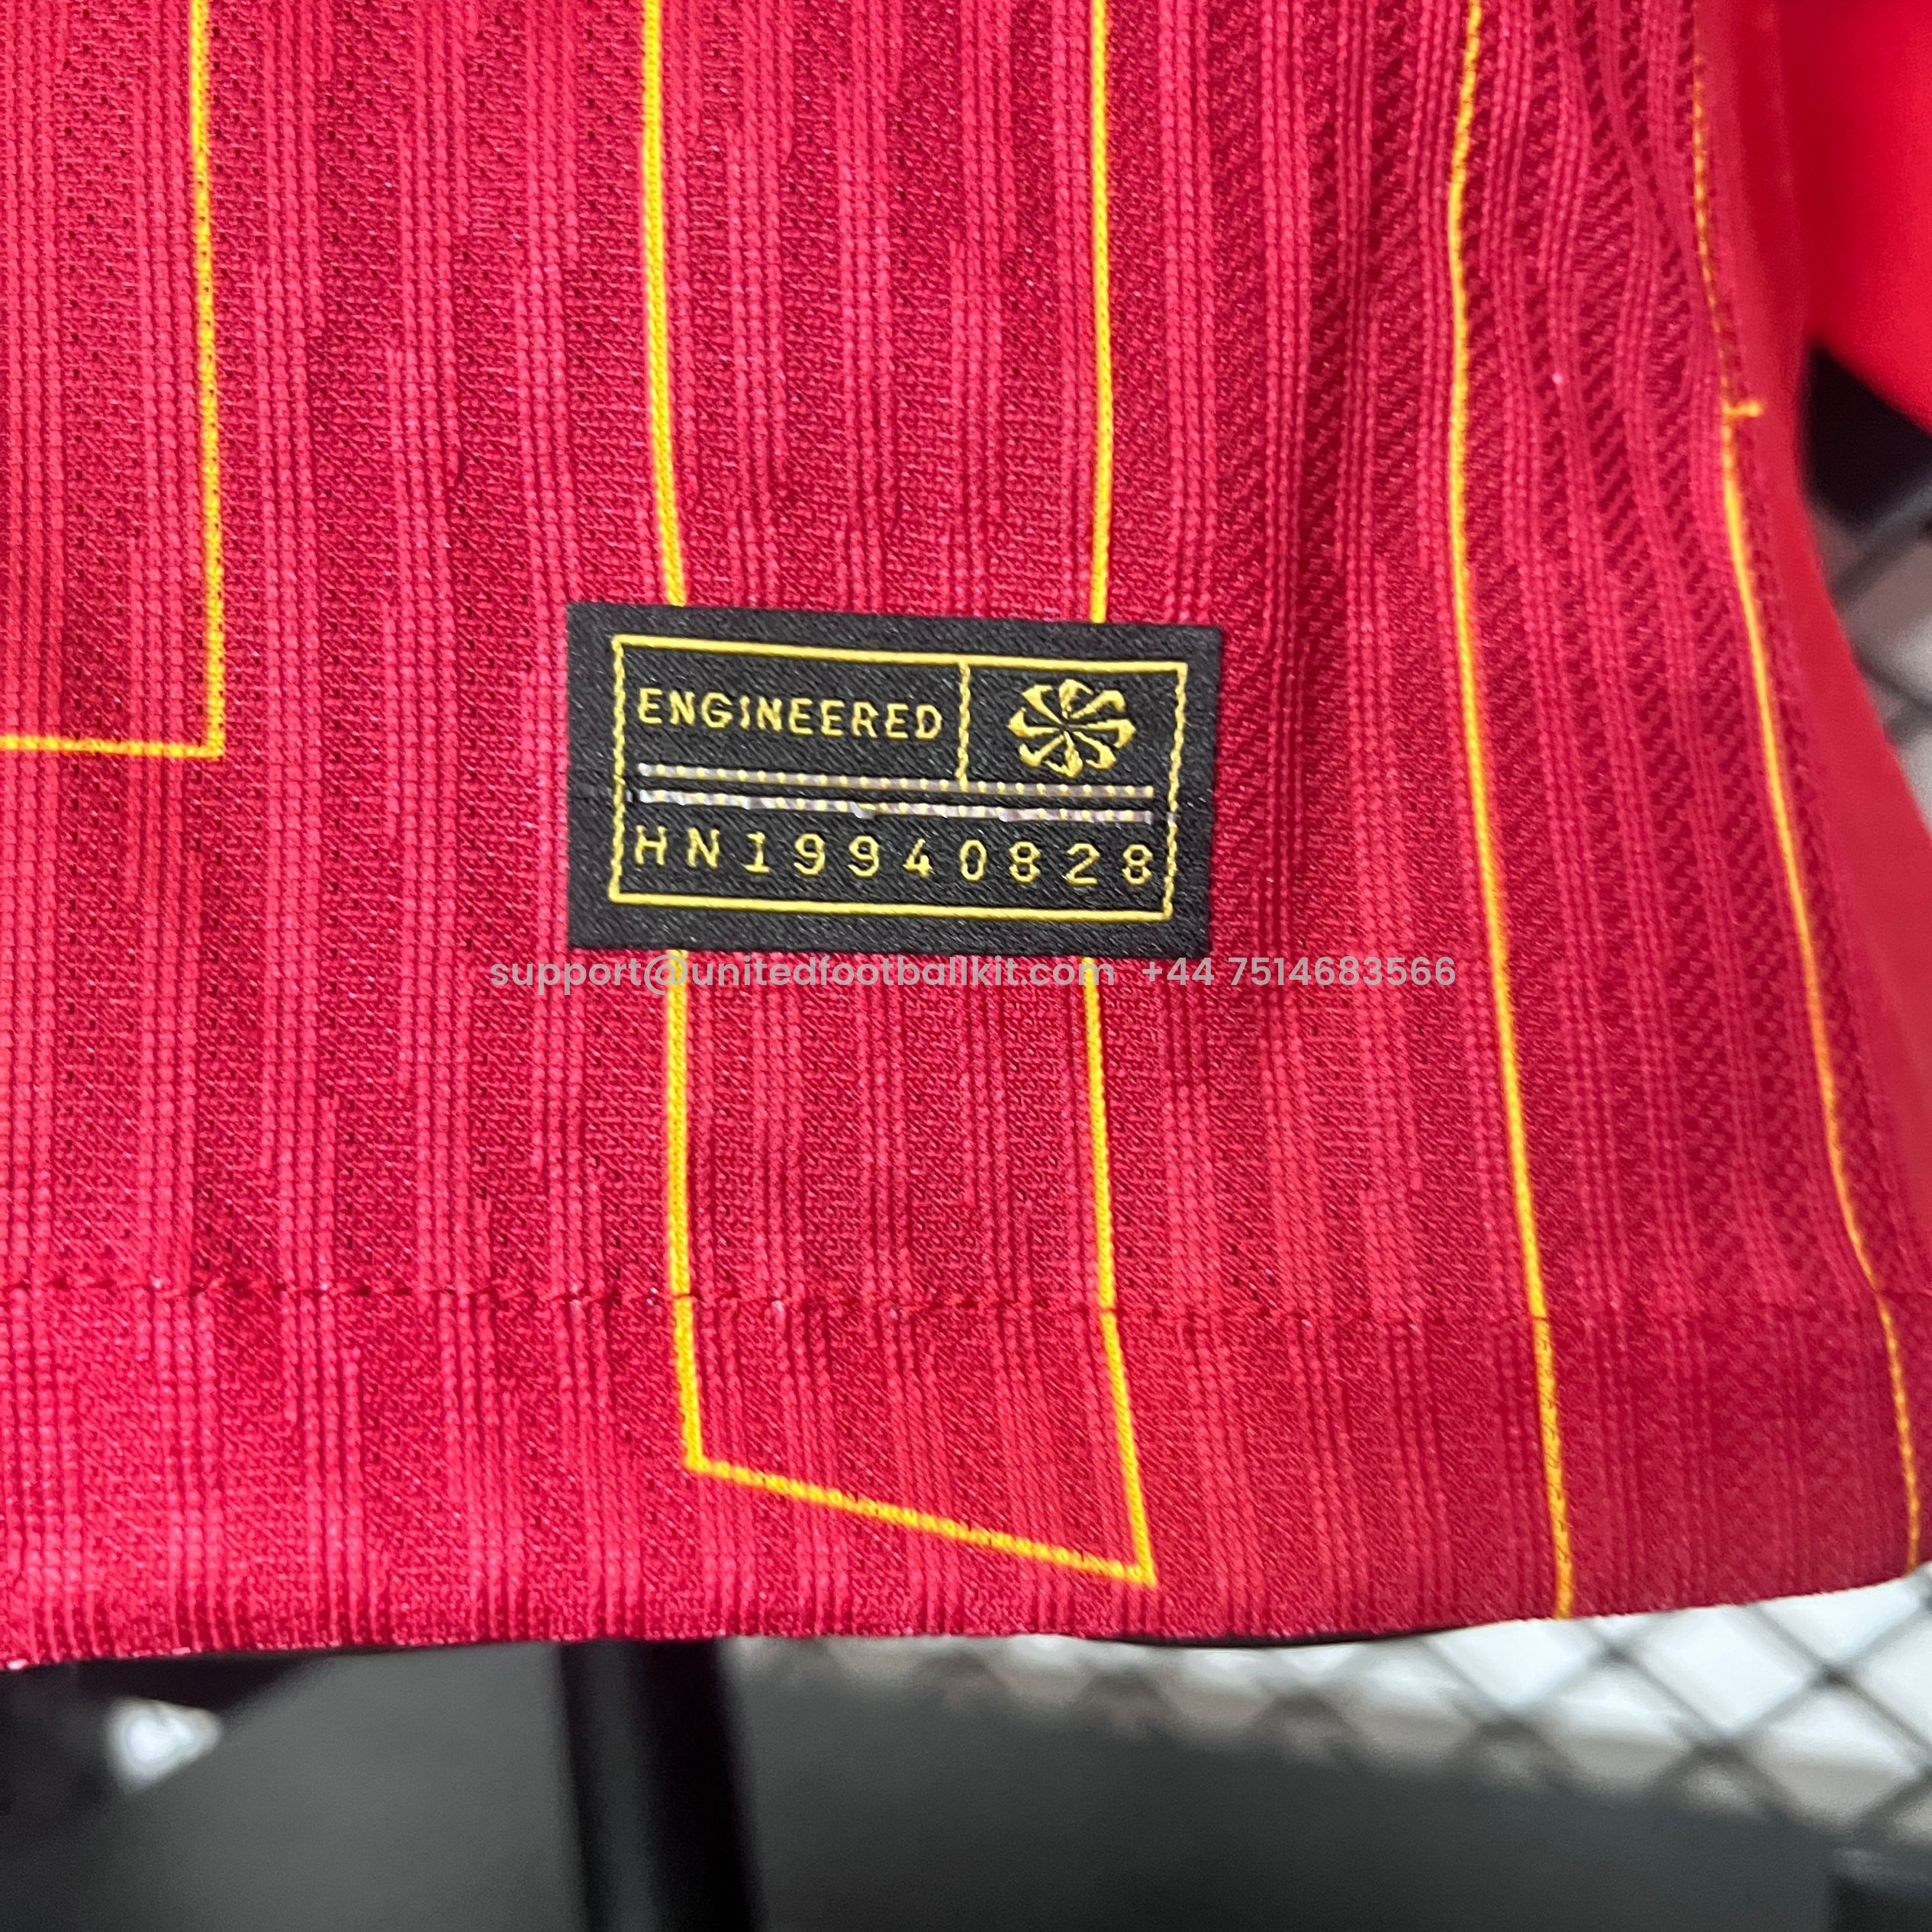 ENGINEERED
HN19940828
support@unitedfootballkit.com +44 7514683566